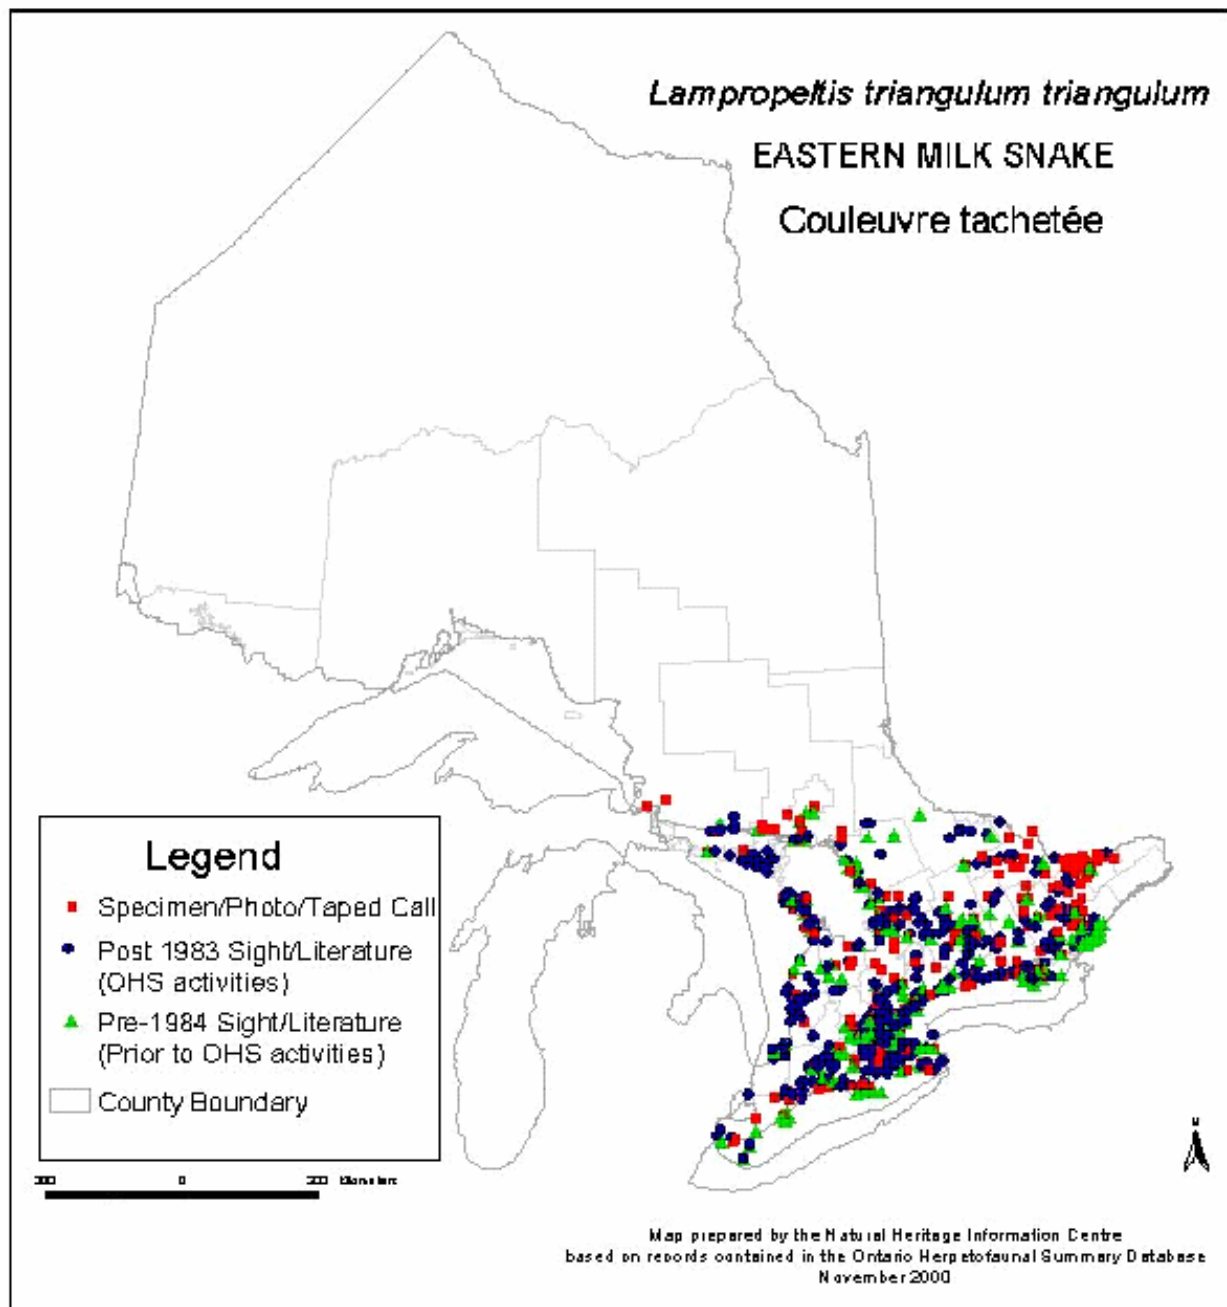 Lampropeltis triangulum triangulum
EASTERN MILK SNAKE
Couleuvre tachetée
Legend
Specimen/Photo/Taped Call
Post 1983 Sight/Literature
(OHS activities)
Pre-1984 Sight/Literature
(Prior to OHS activities)
County Boundary
0
Kilometers
N
Map prepared by the Natural Heritage Information Centre
based on records contained in the Ontario Herpetofaunal Summary Database
November 2000